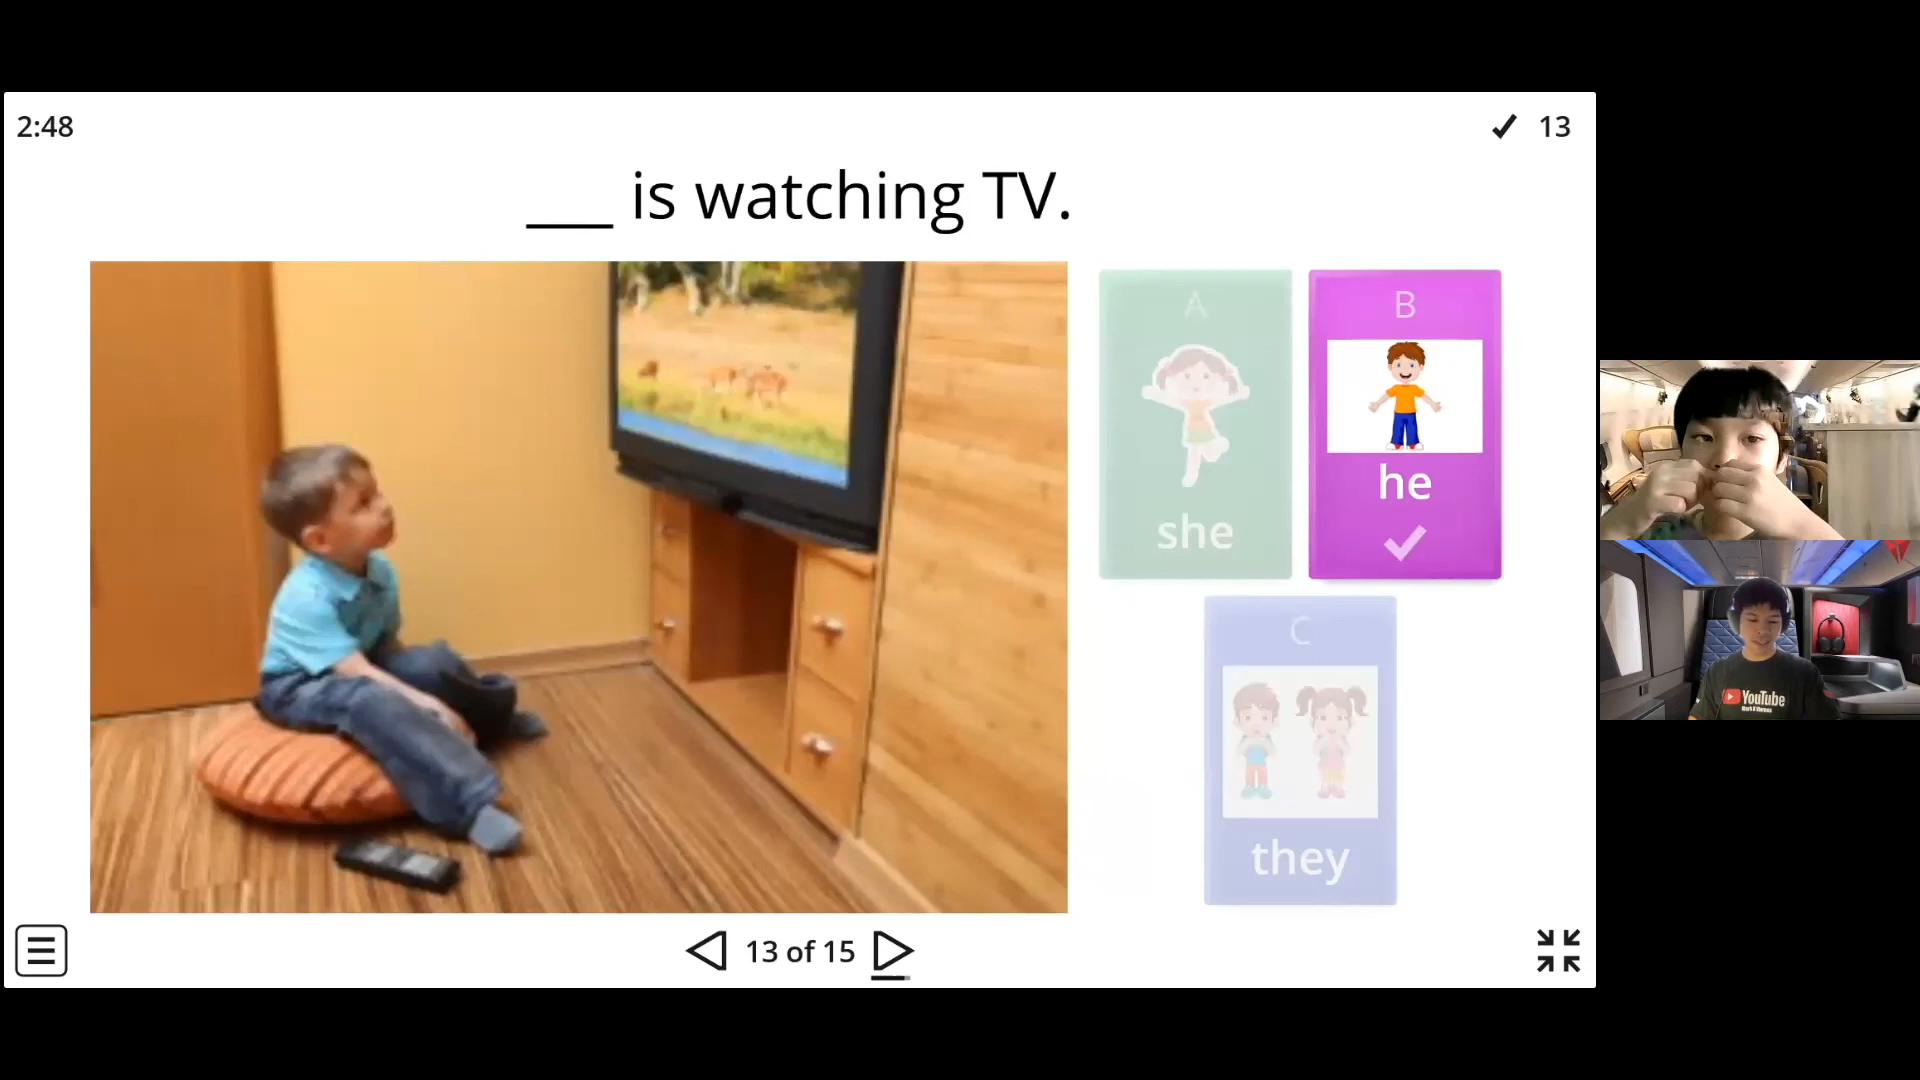 2:48
13
___ is watching TV.
A
she
B
he
C
they
13 of 15
YouTube